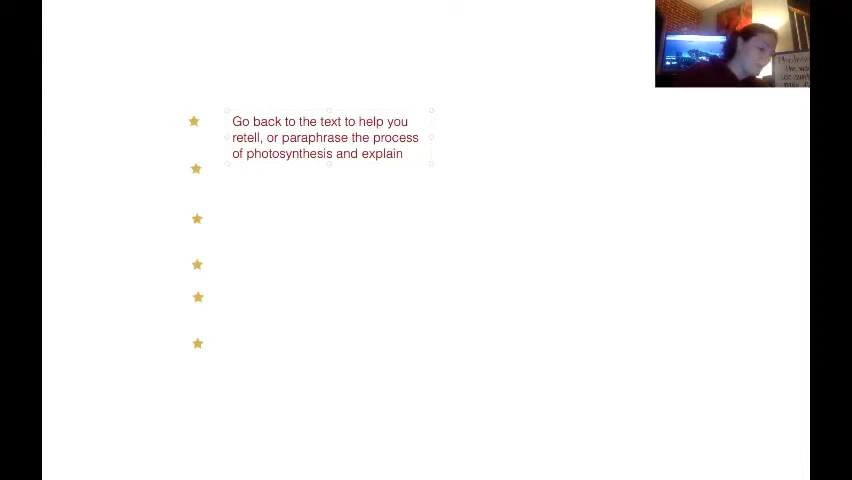 Go back to the text to help you
retell, or paraphrase the process
of photosynthesis and explain